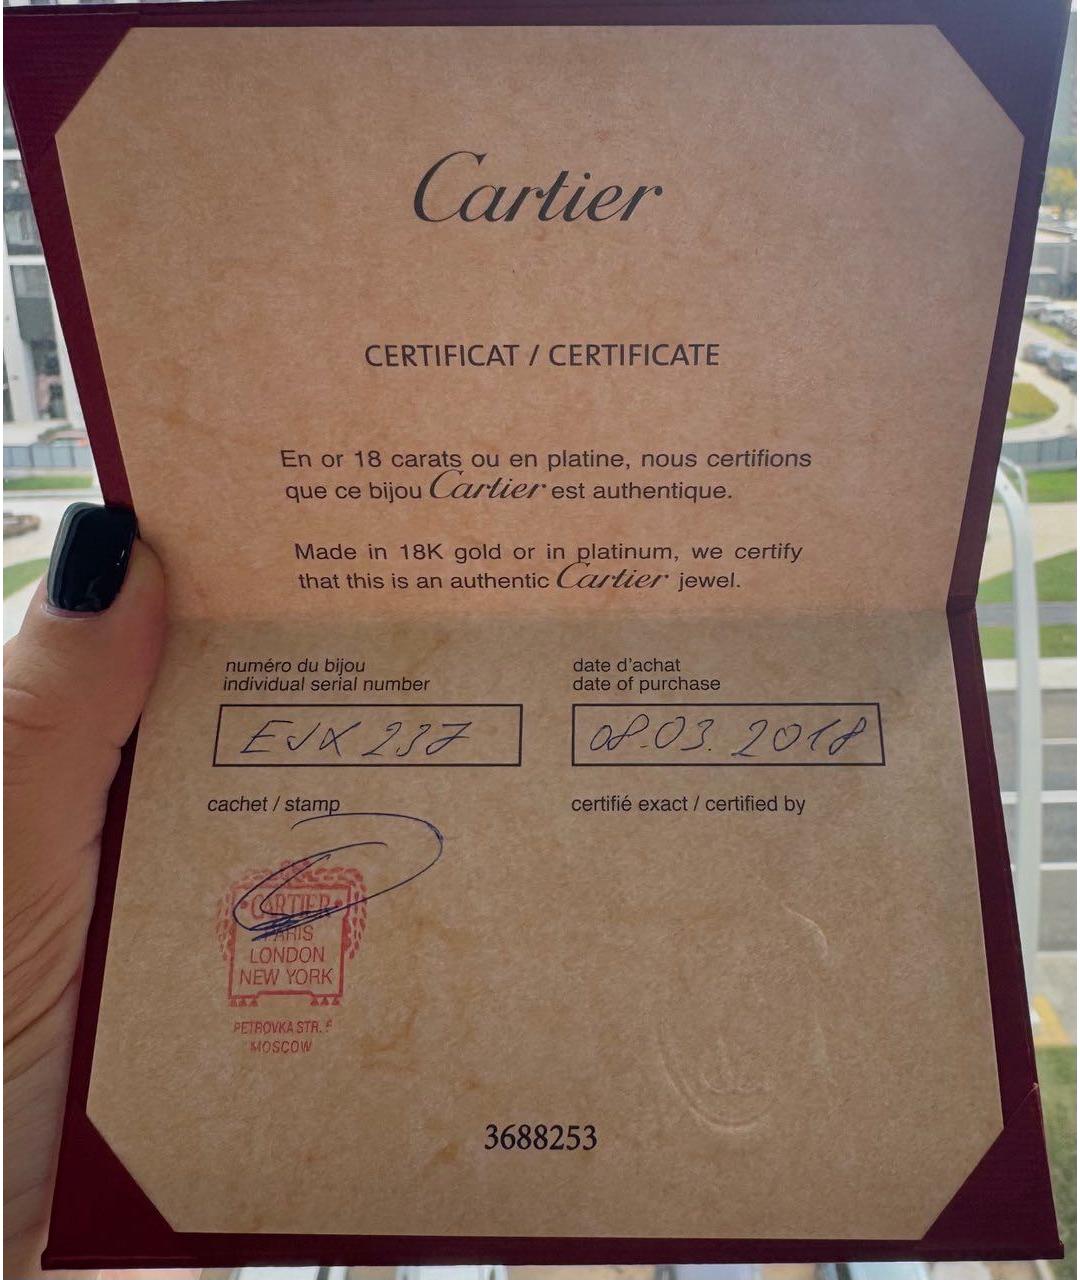 Cartier
CERTIFICAT / CERTIFICATE
En or 18 carats ou en platine, nous certifions
que ce bijou Cartier est authentique.
Made in 18K gold or in platinum, we certify
that this is an authentic Cartier jewel.
numéro du bijou
individual serial number
date d'achat
date of purchase
EJX 237
08.03.2018
cachet / stamp
certifié exact / certified by
CARTIER
PARIS
LONDON
NEW YORK
PETROVKA STR.
MOSCOW
3688253